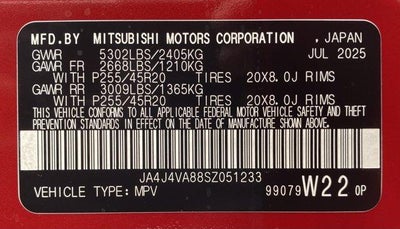 MFD.BY MITSUBISHI MOTORS CORPORATION , JAPAN
GVWR 5302LBS/2405KG JUL 2025
GAWR FR 2668LBS/1210KG
WITH P255/45R20 TIRES 20X8.0J RIMS
GAWR RR 3009LBS/1365KG
WITH P255/45R20 TIRES 20X8.0J RIMS
THIS VEHICLE CONFORMS TO ALL APPLICABLE FEDERAL MOTOR VEHICLE SAFETY
AND THEFT PREVENTION STANDARDS IN EFFECT ON THE DATE OF MANUFACTURE SHOWN ABOVE.
JA4J4VA88SZ051233
VEHICLE TYPE: MPV 99079 W22 0P